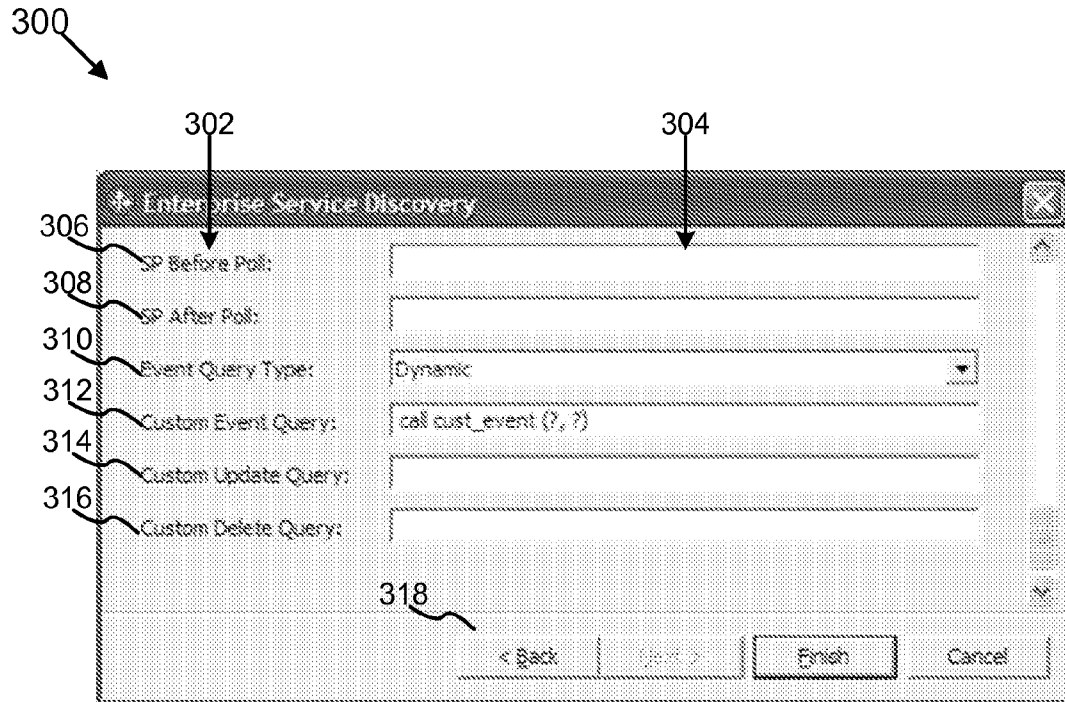 300
302 304
Enterprise Service Discovery
306 SP Before Poll:
308 SP After Poll:
310 Event Query Type: Dynamic
312 Custom Event Query: call cust_event (?, ?)
314 Custom Update Query:
316 Custom Delete Query:
318
< Back Next > Finish Cancel